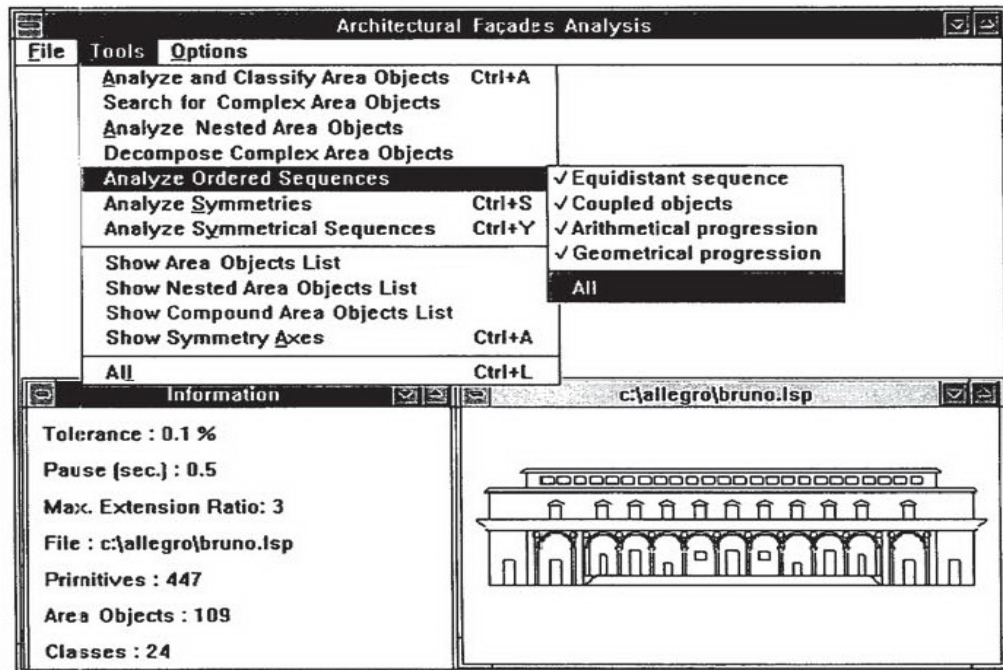 Architectural Façades Analysis
File Tools Options
Analyze and Classify Area Objects Ctrl+A
Search for Complex Area Objects
Analyze Nested Area Objects
Decompose Complex Area Objects
Analyze Ordered Sequences
Analyze Symmetries Ctrl+S
Analyze Symmetrical Sequences Ctrl+Y
Show Area Objects List
Show Nested Area Objects List
Show Compound Area Objects List
Show Symmetry Axes Ctrl+A
All Ctrl+L
✓Equidistant sequence
✓Coupled objects
✓Arithmetical progression
✓Geometrical progression
All
Information
Tolerance : 0.1 %
Pause (sec.) : 0.5
Max. Extension Ratio: 3
File : c:\allegro\bruno.lsp
Primitives : 447
Area Objects : 109
Classes : 24
c:\allegro\bruno.lsp